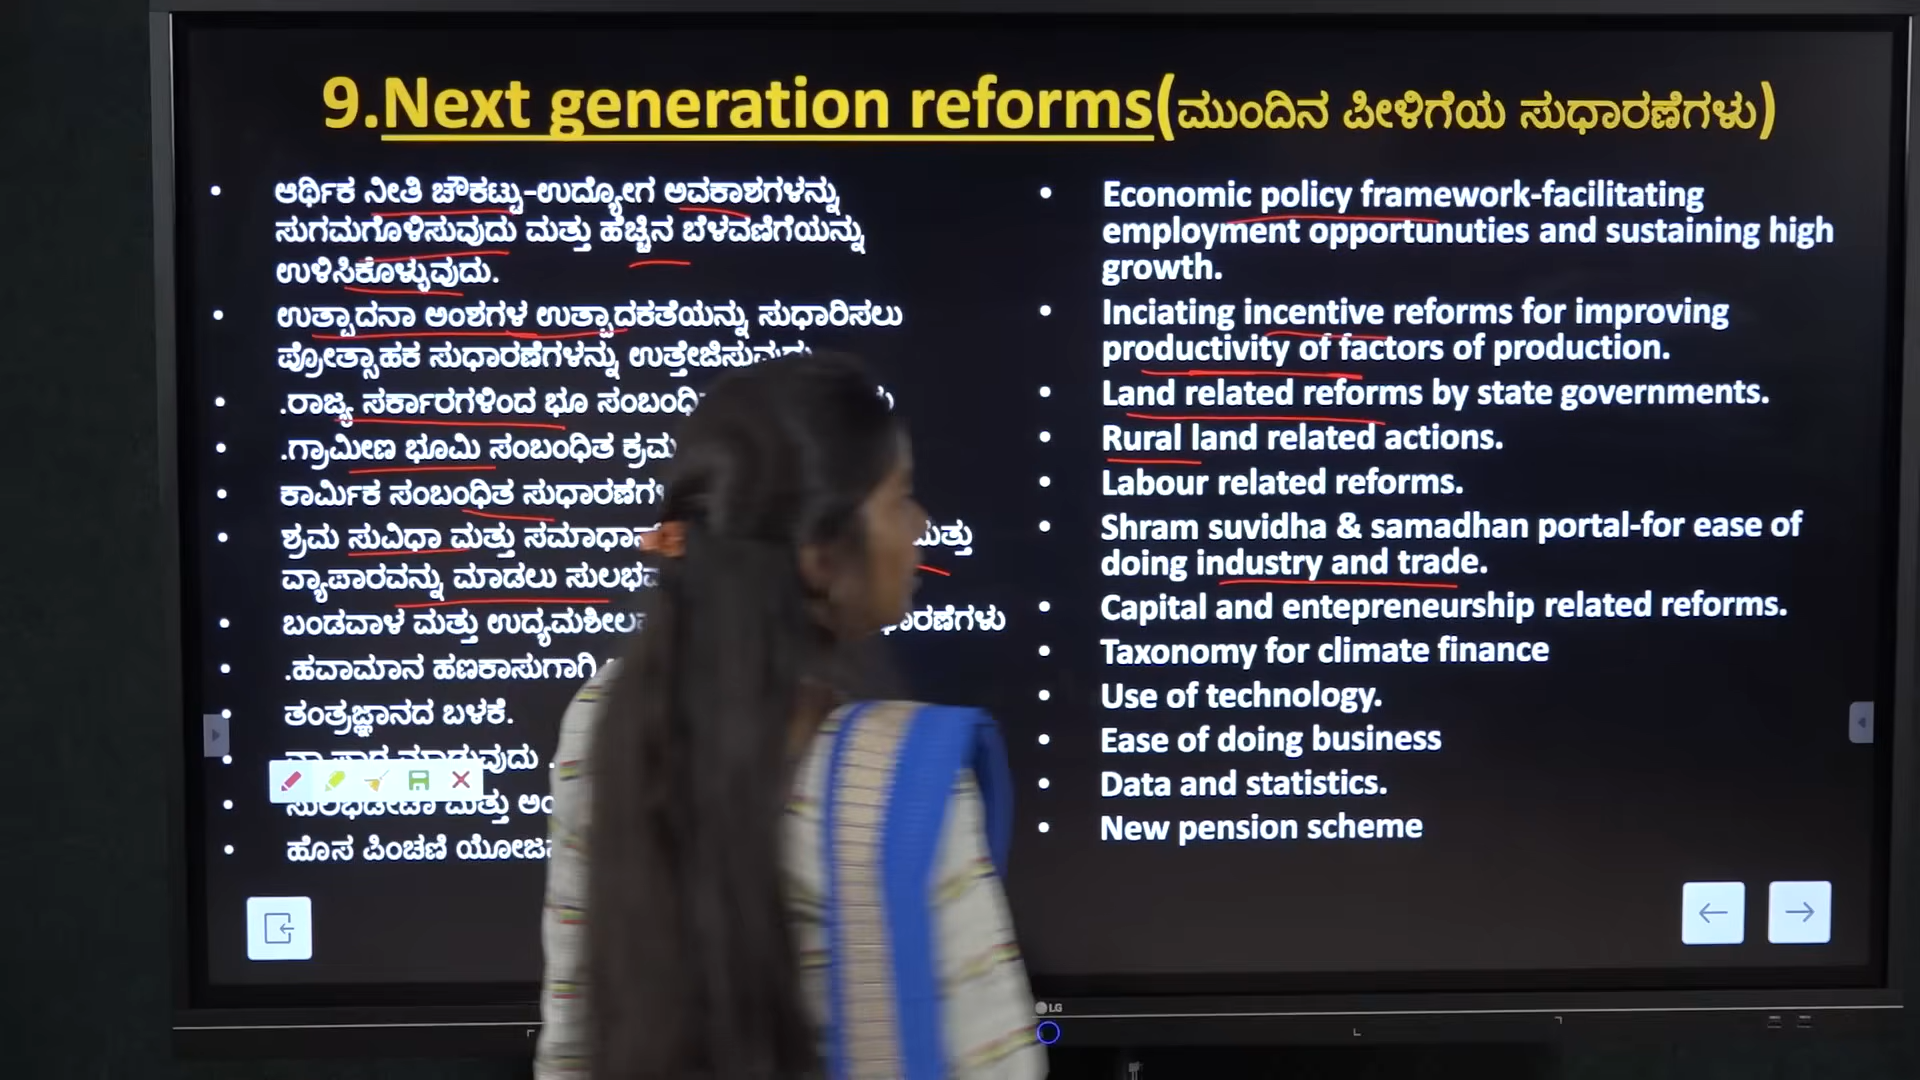 9.Next generation reforms(ಮುಂದಿನ ಪೀಳಿಗೆಯ ಸುಧಾರಣೆಗಳು)
• ಆರ್ಥಿಕ ನೀತಿ ಚೌಕಟ್ಟು-ಉದ್ಯೋಗ ಅವಕಾಶಗಳನ್ನು
ಸುಗಮಗೊಳಿಸುವುದು ಮತ್ತು ಹೆಚ್ಚಿನ ಬೆಳವಣಿಗೆಯನ್ನು
ಉಳಿಸಿಕೊಳ್ಳುವುದು.
• ಉತ್ಪಾದನಾ ಅಂಶಗಳ ಉತ್ಪಾದಕತೆಯನ್ನು ಸುಧಾರಿಸಲು
ಪ್ರೋತ್ಸಾಹಕ ಸುಧಾರಣೆಗಳನ್ನು ಉತ್ತೇಜಿಸುವುದು
• .ರಾಜ್ಯ ಸರ್ಕಾರಗಳಿಂದ ಭೂ
• .ಗ್ರಾಮೀಣ ಭೂಮಿ ಸಂಬಂಧಿತ
• ಕಾರ್ಮಿಕ ಸಂಬಂಧಿತ
• ಶ್ರಮ ಸುವಿಧಾ ಮತ್ತು ಮತ್ತು
ವ್ಯಾಪಾರವನ್ನು ಮಾಡಲು
• ಬಂಡವಾಳ ಮತ್ತು
• .ಹವಾಮಾನ ಹಣಕಾಸುಗಾಗಿ
• ತಂತ್ರಜ್ಞಾನದ ಬಳಕೆ.
• ವ್ಯಾಪಾರ ಮಾಡುವುದು .
• ಮತ್ತು
• ಹೊಸ ಪಿಂಚಣಿ
• Economic policy framework-facilitating
employment opportunuties and sustaining high
growth.
• Inciating incentive reforms for improving
productivity of factors of production.
• Land related reforms by state governments.
• Rural land related actions.
• Labour related reforms.
• Shram suvidha & samadhan portal-for ease of
doing industry and trade.
• Capital and entepreneurship related reforms.
• Taxonomy for climate finance
• Use of technology.
• Ease of doing business
• Data and statistics.
• New pension scheme
LG